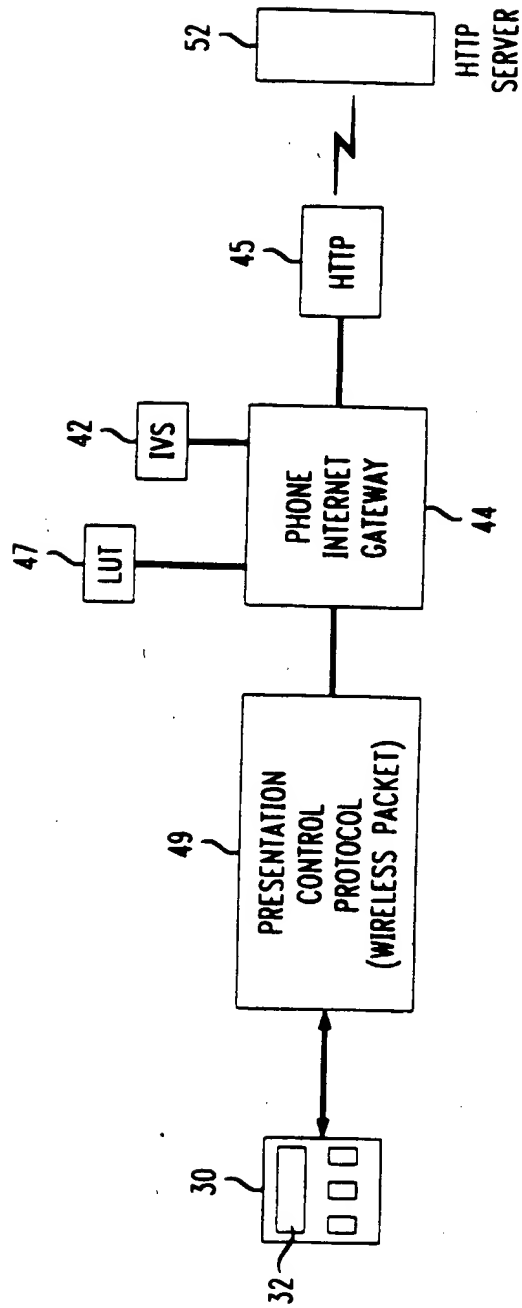 30
32
49
PRESENTATION
CONTROL
PROTOCOL
(WIRELESS PACKET)
47
LUT
42
IVS
PHONE
INTERNET
GATEWAY
44
45
HTTP
52
HTTP
SERVER